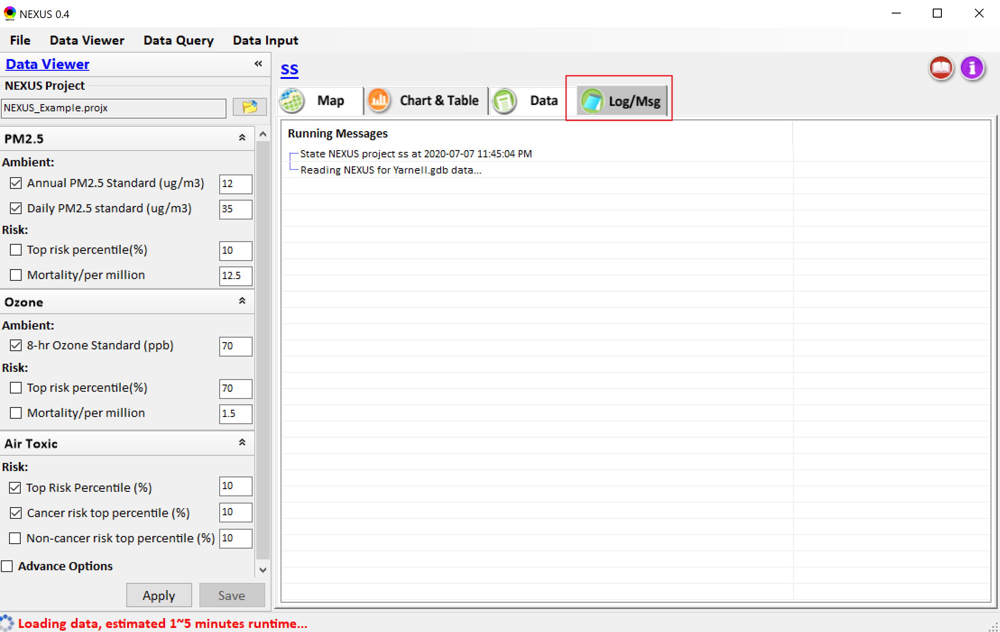 NEXUS 0.4
File Data Viewer Data Query Data Input
Data Viewer
NEXUS Project
NEXUS_Example.projx
PM2.5
Ambient:
Annual PM2.5 Standard (ug/m3) 12
Daily PM2.5 standard (ug/m3) 35
Risk:
Top risk percentile(%) 10
Mortality/per million 12.5
Ozone
Ambient:
8-hr Ozone Standard (ppb) 70
Risk:
Top risk percentile(%) 70
Mortality/per million 1.5
Air Toxic
Risk:
Top Risk Percentile (%) 10
Cancer risk top percentile (%) 10
Non-cancer risk top percentile (%) 10
Advance Options
Apply Save
ss
Map Chart & Table Data Log/Msg
Running Messages
State NEXUS project ss at 2020-07-07 11:45:04 PM
Reading NEXUS for Yarnell.gdb data...
Loading data, estimated 1~5 minutes runtime...